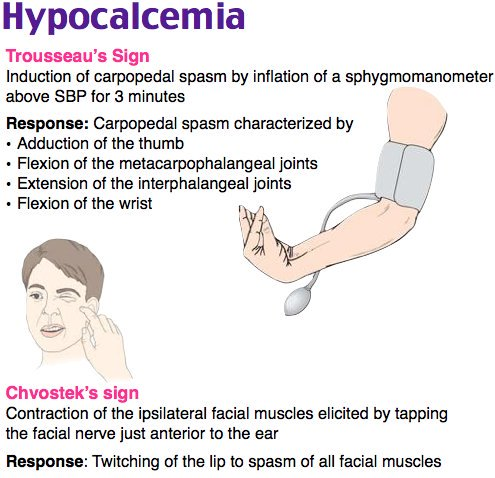 Hypocalcemia
Trousseau's Sign
Induction of carpopedal spasm by inflation of a sphygmomanometer
above SBP for 3 minutes
Response: Carpopedal spasm characterized by
• Adduction of the thumb
• Flexion of the metacarpophalangeal joints
• Extension of the interphalangeal joints
• Flexion of the wrist
Chvostek's sign
Contraction of the ipsilateral facial muscles elicited by tapping
the facial nerve just anterior to the ear
Response: Twitching of the lip to spasm of all facial muscles